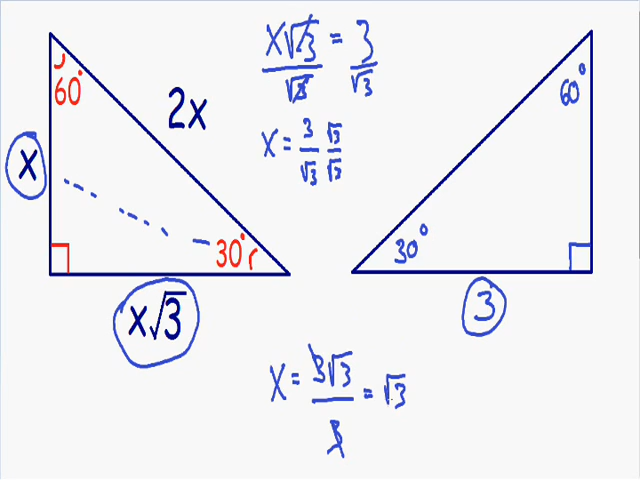 60°
2x
x
30°
x√3
x√3 = 3
√3 √3
x = 3 √3
√3 √3
60°
30°
3
x = 3√3 = √3
3